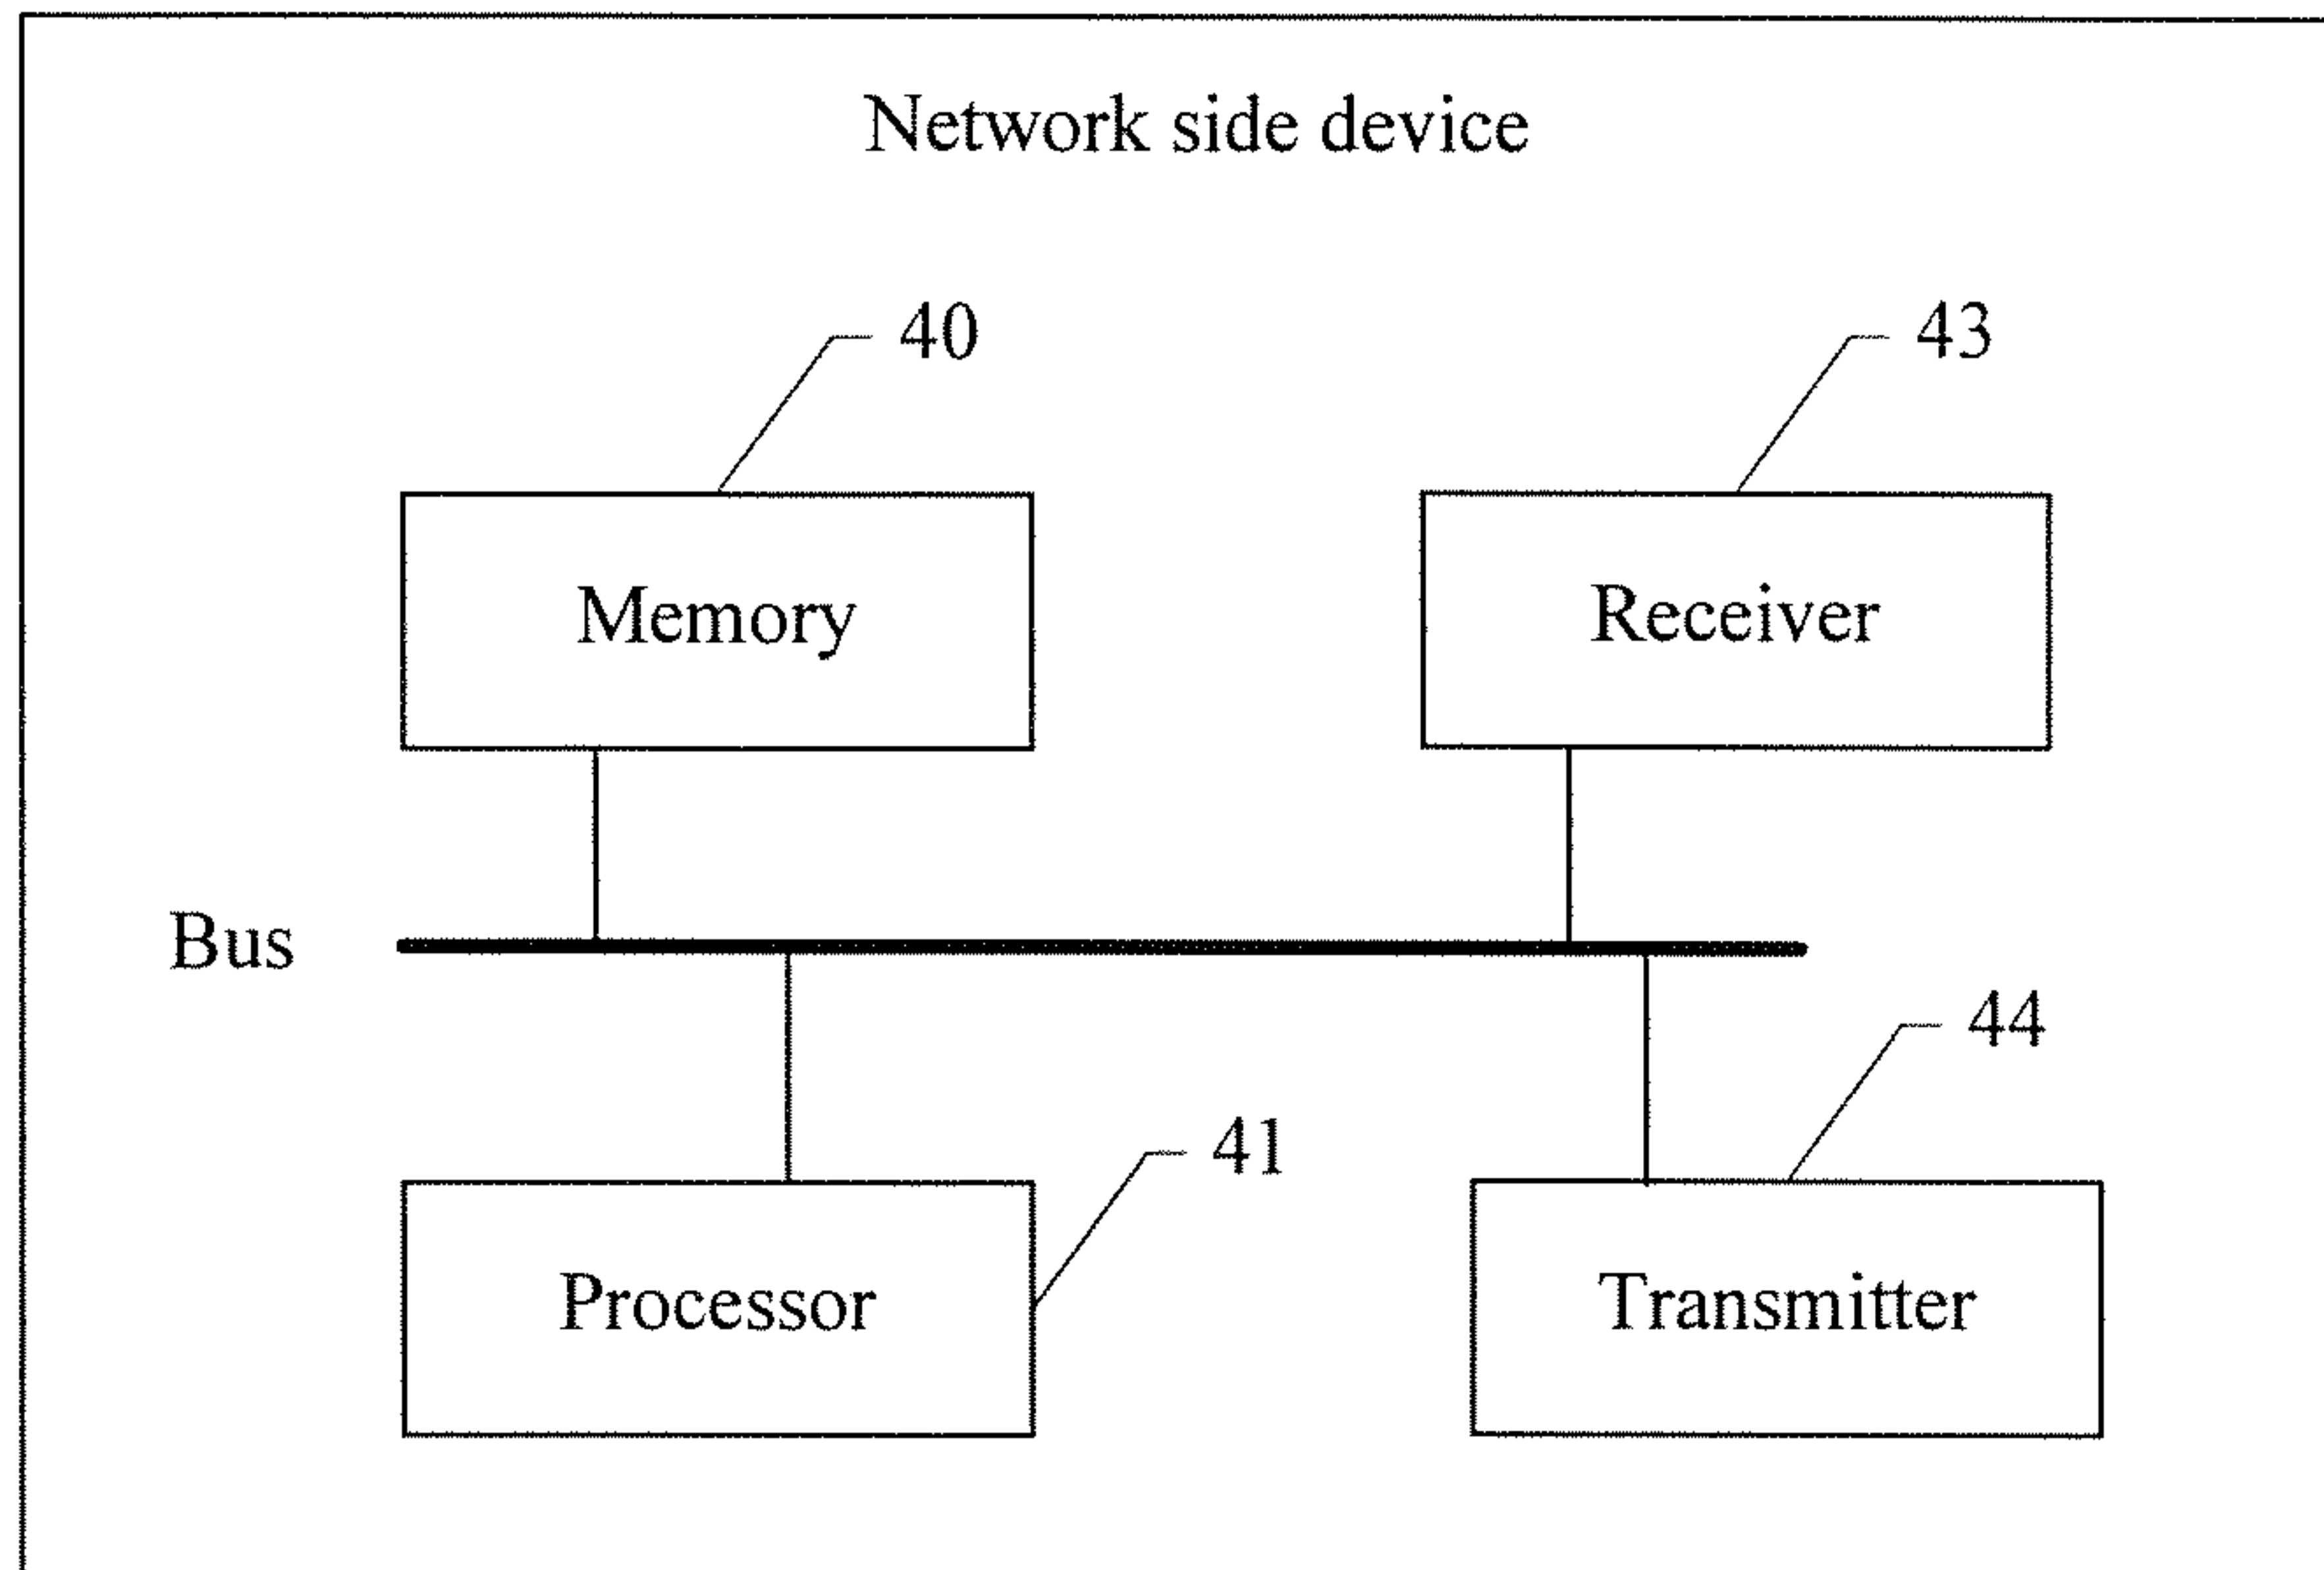 Network side device
40
43
Memory
Receiver
Bus
44
41
Processor
Transmitter